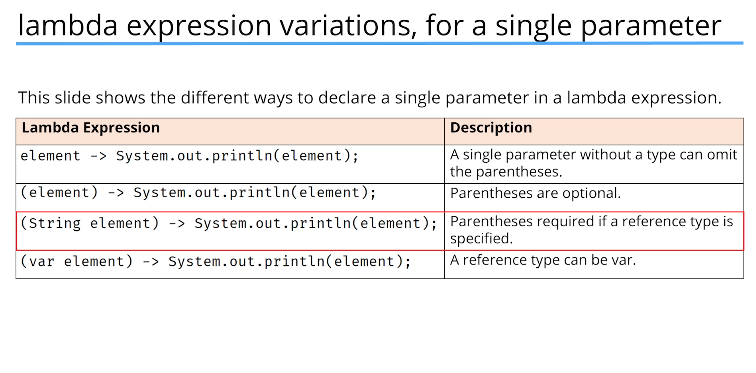 lambda expression variations, for a single parameter
This slide shows the different ways to declare a single parameter in a lambda expression.
Lambda Expression Description
element -> System.out.println(element); A single parameter without a type can omit
the parentheses.
(element) -> System.out.println(element); Parentheses are optional.
(String element) -> System.out.println(element); Parentheses required if a reference type is
specified.
(var element) -> System.out.println(element); A reference type can be var.